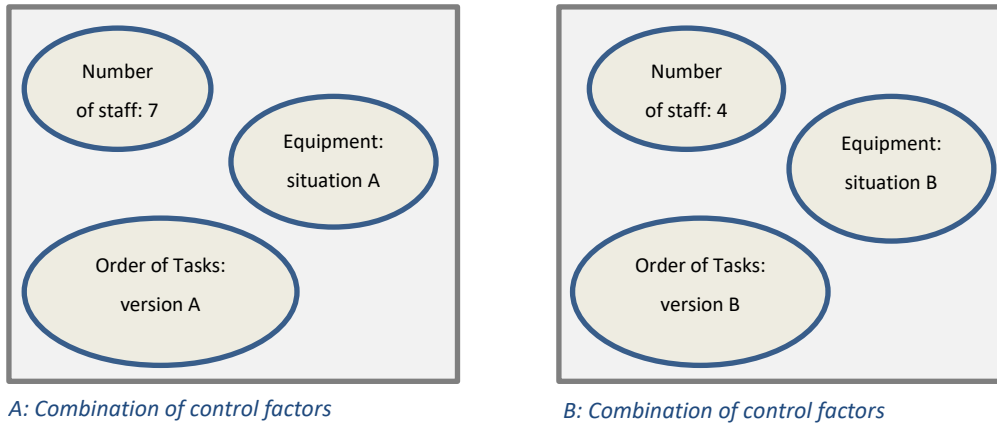 Number
of staff: 7
Equipment:
situation A
Order of Tasks:
version A
A: Combination of control factors
Number
of staff: 4
Equipment:
situation B
Order of Tasks:
version B
B: Combination of control factors